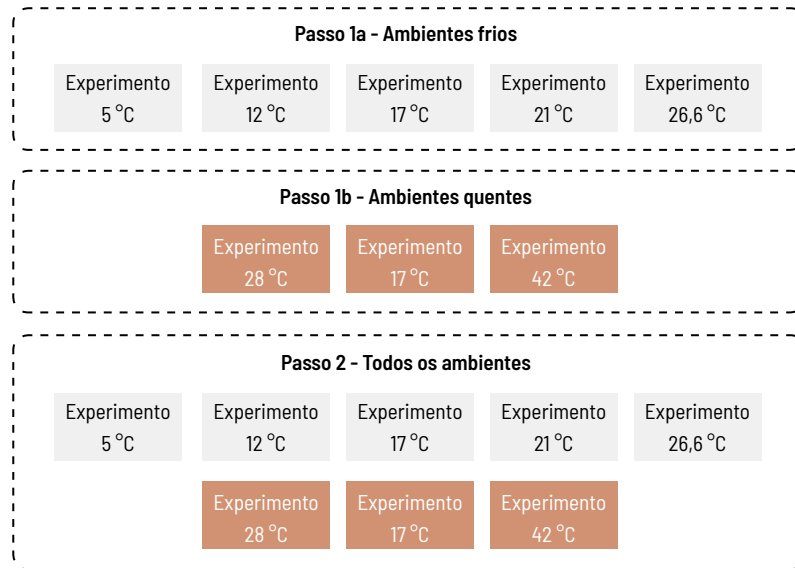 Passo 1a - Ambientes frios
Experimento Experimento Experimento Experimento Experimento
5 °C 12 °C 17 °C 21 °C 26,6 °C
Passo 1b - Ambientes quentes
Experimento Experimento Experimento
28 °C 17 °C 42 °C
Passo 2 - Todos os ambientes
Experimento Experimento Experimento Experimento Experimento
5 °C 12 °C 17 °C 21 °C 26,6 °C
Experimento Experimento Experimento
28 °C 17 °C 42 °C